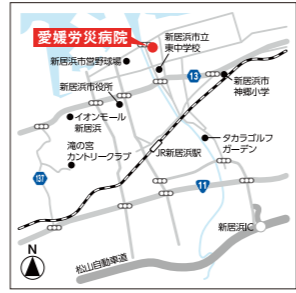 愛媛労災病院
新居浜市立
東中学校
新居浜市営野球場
13
新居浜市
神郷小学
新居浜市役所
イオンモール
新居浜
タカラゴルフ
ガーデン
滝の宮
カントリークラブ
JR新居浜駅
137
11
新居浜IC
N
松山自動車道